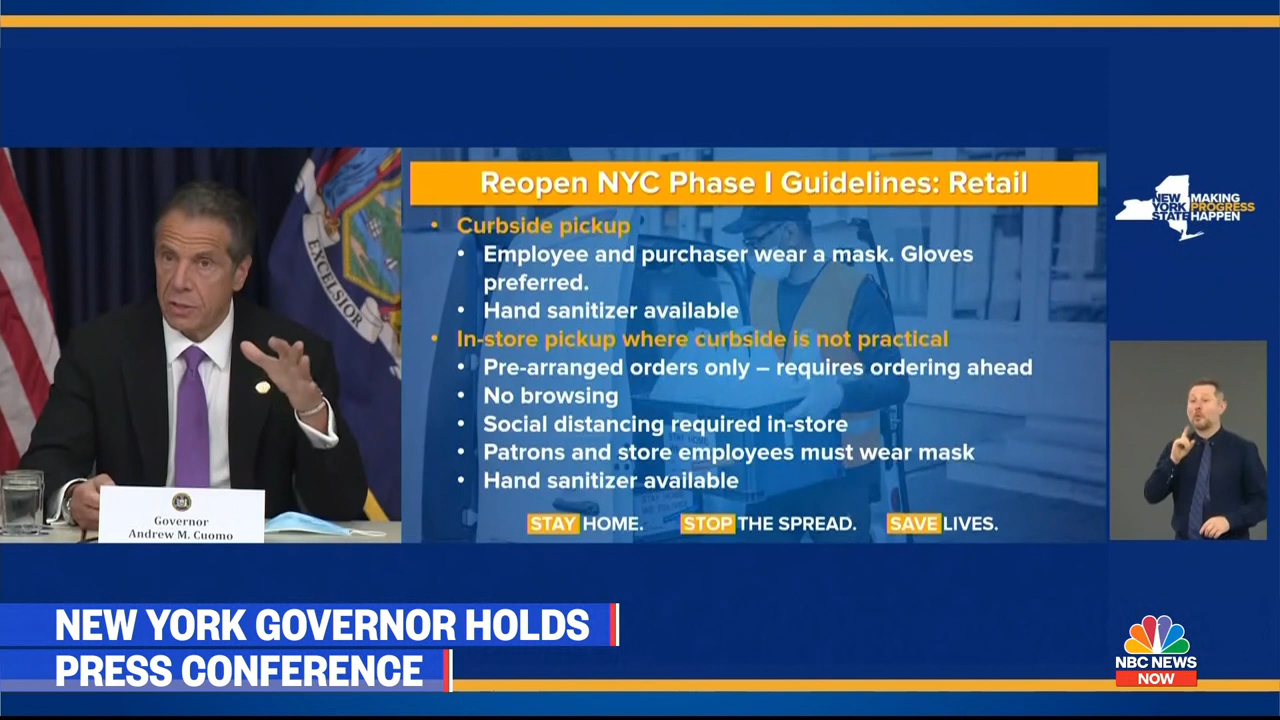 Reopen NYC Phase I Guidelines: Retail
• Curbside pickup
• Employee and purchaser wear a mask. Gloves
preferred.
• Hand sanitizer available
• In-store pickup where curbside is not practical
• Pre-arranged orders only – requires ordering ahead
• No browsing
• Social distancing required in-store
• Patrons and store employees must wear mask
• Hand sanitizer available
STAY HOME. STOP THE SPREAD. SAVE LIVES.
EXCELSIOR
Governor
Andrew M. Cuomo
NEW
YORK
STATE
MAKING
PROGRESS
HAPPEN
NEW YORK GOVERNOR HOLDS
PRESS CONFERENCE
NBC NEWS
NOW